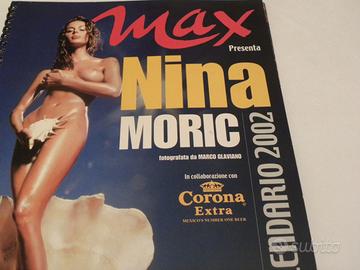 max
Presenta
Nina
MORIC
fotografata da MARCO GLAVIANO
In collaborazione con
Corona
Extra
MEXICO'S NUMBER ONE BEER
LENDARIO 2002
subito